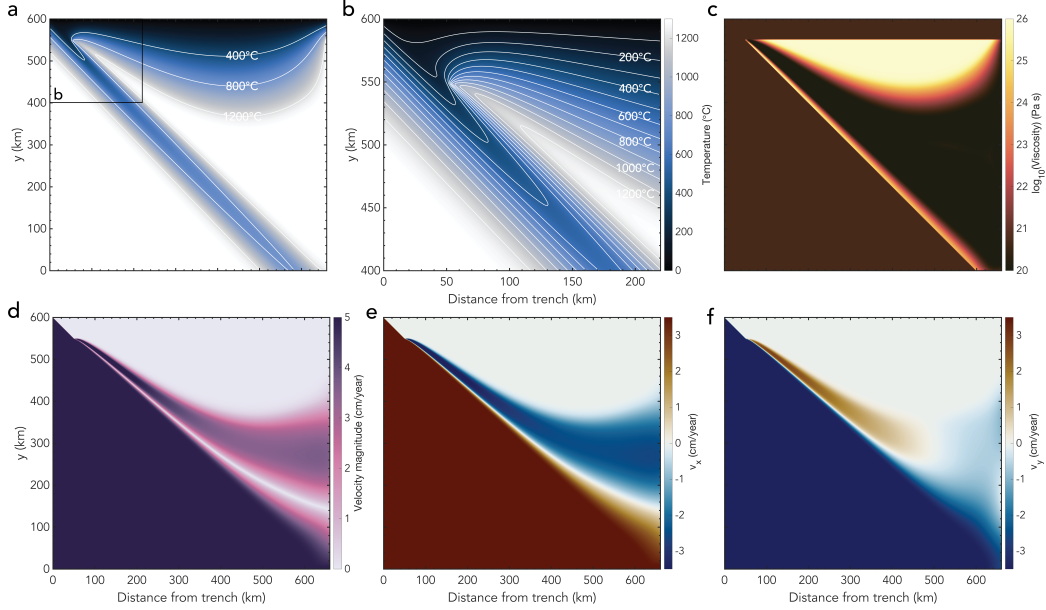 a
600
500
400
300
200
100
0
y (km)
b
400°C
800°C
1200°C
b
600
550
500
450
400
y (km)
0
50
100
150
200
Distance from trench (km)
200°C
400°C
600°C
800°C
1000°C
1200°C
1200
1000
800
600
400
200
0
Temperature (°C)
c
26
25
24
23
22
21
20
log10(Viscosity) (Pa s)
d
600
500
400
300
200
100
0
y (km)
0
100
200
300
400
500
600
Distance from trench (km)
5
4
3
2
1
0
Velocity magnitude (cm/year)
e
0
100
200
300
400
500
600
Distance from trench (km)
3
2
1
0
-1
-2
-3
vx (cm/year)
f
0
100
200
300
400
500
600
Distance from trench (km)
3
2
1
0
-1
-2
-3
vy (cm/year)